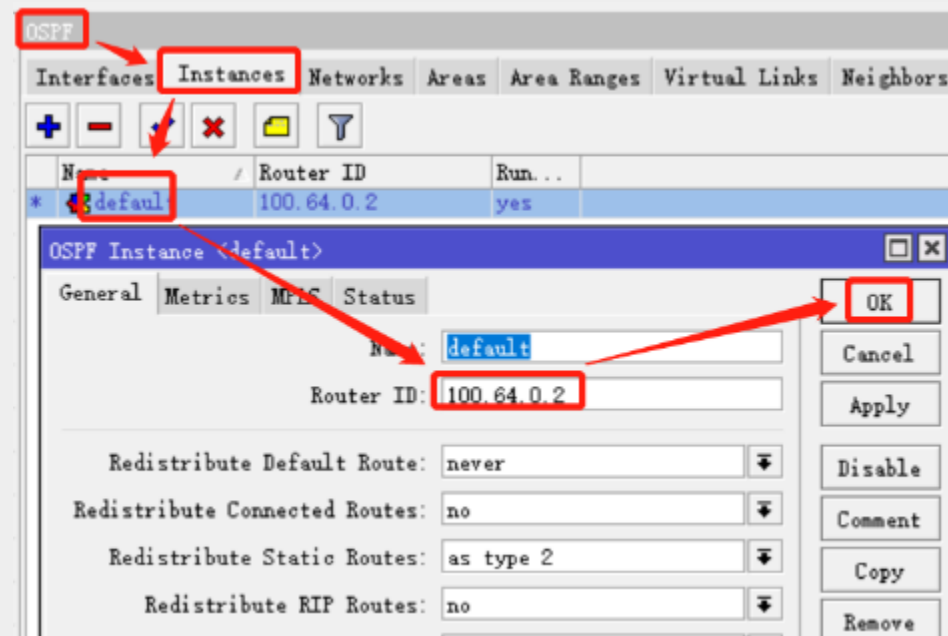 OSPF
Interfaces Instances Networks Areas Area Ranges Virtual Links Neighbors
Name Router ID Run...
* default 100.64.0.2 yes
OSPF Instance <default>
General Metrics MPLS Status
Name: default
Router ID: 100.64.0.2
Redistribute Default Route: never
Redistribute Connected Routes: no
Redistribute Static Routes: as type 2
Redistribute RIP Routes: no
OK
Cancel
Apply
Disable
Comment
Copy
Remove